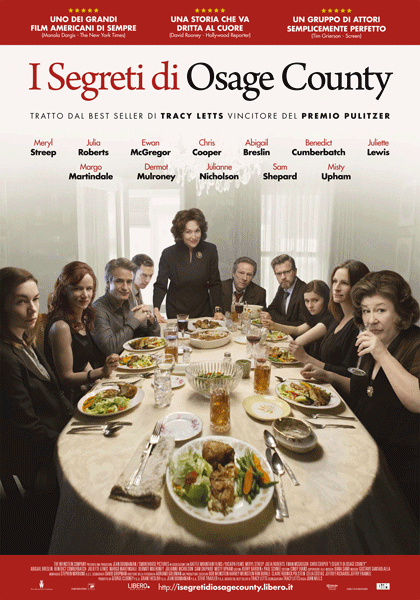 UNO DEI GRANDI
FILM AMERICANI DI SEMPRE
(Manola Dargis - The New York Times)
UNA STORIA CHE VA
DRITTA AL CUORE
(David Rooney - Hollywood Reporter)
UN GRUPPO DI ATTORI
SEMPLICEMENTE PERFETTO
(Tim Grierson - Screen)
I Segreti di Osage County
TRATTO DAL BEST SELLER DI TRACY LETTS VINCITORE DEL PREMIO PULITZER
Meryl Streep
Julia Roberts
Ewan McGregor
Chris Cooper
Abigail Breslin
Benedict Cumberbatch
Juliette Lewis
Margo Martindale
Dermot Mulroney
Julianne Nicholson
Sam Shepard
Misty Upham
LIBERO
http://isegretidiosagecounty.libero.it